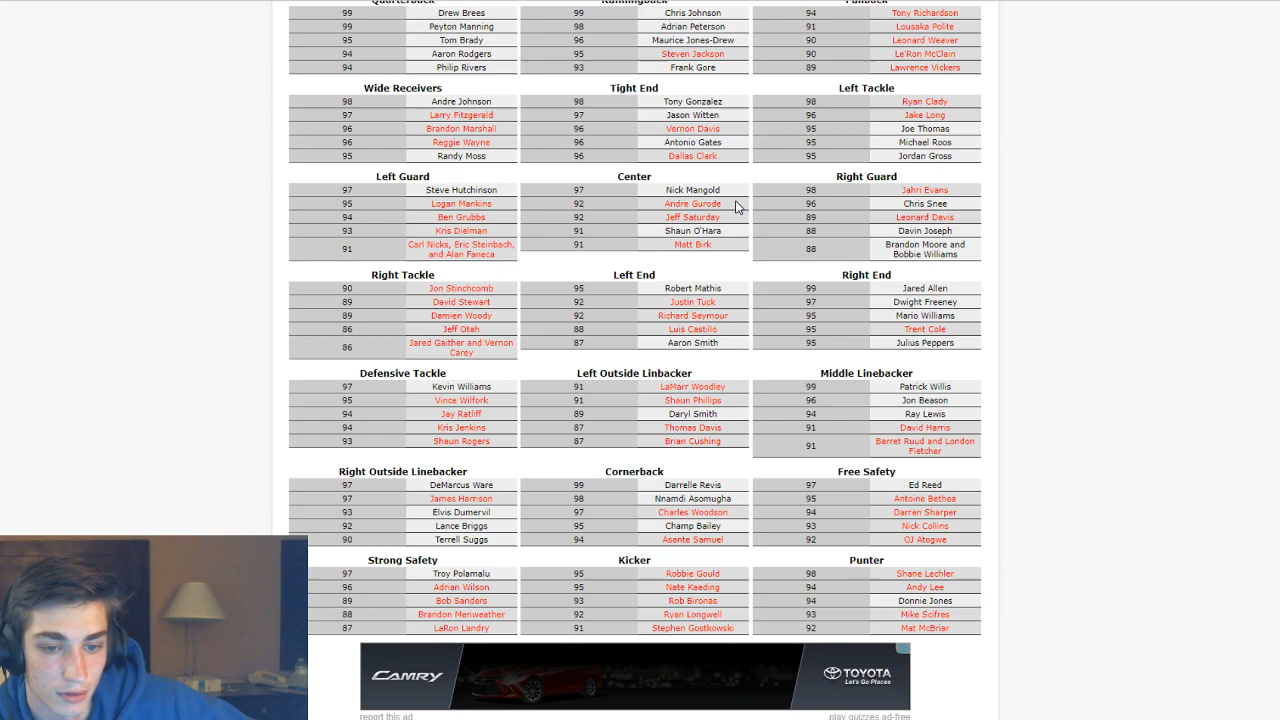 Quarterback
99 Drew Brees
99 Peyton Manning
95 Tom Brady
94 Aaron Rodgers
94 Philip Rivers
Runningback
99 Chris Johnson
98 Adrian Peterson
96 Maurice Jones-Drew
95 Steven Jackson
93 Frank Gore
Fullback
94 Tony Richardson
91 Lousaka Polite
90 Leonard Weaver
90 Le'Ron McClain
89 Lawrence Vickers
Wide Receivers
98 Andre Johnson
97 Larry Fitzgerald
96 Brandon Marshall
96 Reggie Wayne
95 Randy Moss
Tight End
98 Tony Gonzalez
97 Jason Witten
96 Vernon Davis
96 Antonio Gates
96 Dallas Clark
Left Tackle
98 Ryan Clady
96 Jake Long
95 Joe Thomas
95 Michael Roos
95 Jordan Gross
Left Guard
97 Steve Hutchinson
95 Logan Mankins
94 Ben Grubbs
93 Kris Dielman
91 Carl Nicks, Eric Steinbach,
and Alan Faneca
Center
97 Nick Mangold
92 Andre Gurode
92 Jeff Saturday
91 Shaun O'Hara
91 Matt Birk
Right Guard
98 Jahri Evans
96 Chris Snee
89 Leonard Davis
88 Davin Joseph
88 Brandon Moore and
Bobbie Williams
Right Tackle
90 Jon Stinchcomb
89 David Stewart
89 Damien Woody
86 Jeff Otah
86 Jared Gaither and Vernon
Carey
Left End
95 Robert Mathis
92 Justin Tuck
92 Richard Seymour
88 Luis Castillo
87 Aaron Smith
Right End
99 Jared Allen
97 Dwight Freeney
95 Mario Williams
95 Trent Cole
95 Julius Peppers
Defensive Tackle
97 Kevin Williams
95 Vince Wilfork
94 Jay Ratliff
94 Kris Jenkins
93 Shaun Rogers
Left Outside Linbacker
91 LaMarr Woodley
91 Shaun Phillips
89 Daryl Smith
87 Thomas Davis
87 Brian Cushing
Middle Linebacker
99 Patrick Willis
96 Jon Beason
94 Ray Lewis
91 David Harris
91 Barret Ruud and London
Fletcher
Right Outside Linebacker
97 DeMarcus Ware
97 James Harrison
93 Elvis Dumervil
92 Lance Briggs
90 Terrell Suggs
Cornerback
99 Darrelle Revis
98 Nnamdi Asomugha
97 Charles Woodson
95 Champ Bailey
94 Asante Samuel
Free Safety
97 Ed Reed
95 Antoine Bethea
94 Darren Sharper
93 Nick Collins
92 OJ Atogwe
Strong Safety
97 Troy Polamalu
96 Adrian Wilson
89 Bob Sanders
88 Brandon Meriweather
87 LaRon Landry
Kicker
95 Robbie Gould
95 Nate Kaeding
93 Rob Bironas
92 Ryan Longwell
91 Stephen Gostkowski
Punter
98 Shane Lechler
94 Andy Lee
94 Donnie Jones
93 Mike Scifres
92 Mat McBriar
CAMRY
TOYOTA
Let's Go Places
report this ad
play quizzes ad-free